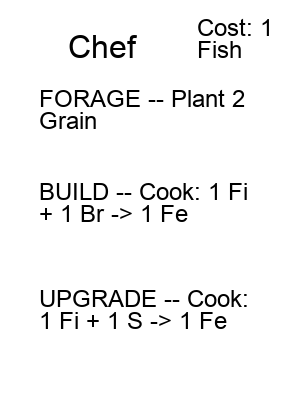 Chef
Cost: 1
Fish
FORAGE -- Plant 2
Grain
BUILD -- Cook: 1 Fi
+ 1 Br -> 1 Fe
UPGRADE -- Cook:
1 Fi + 1 S -> 1 Fe